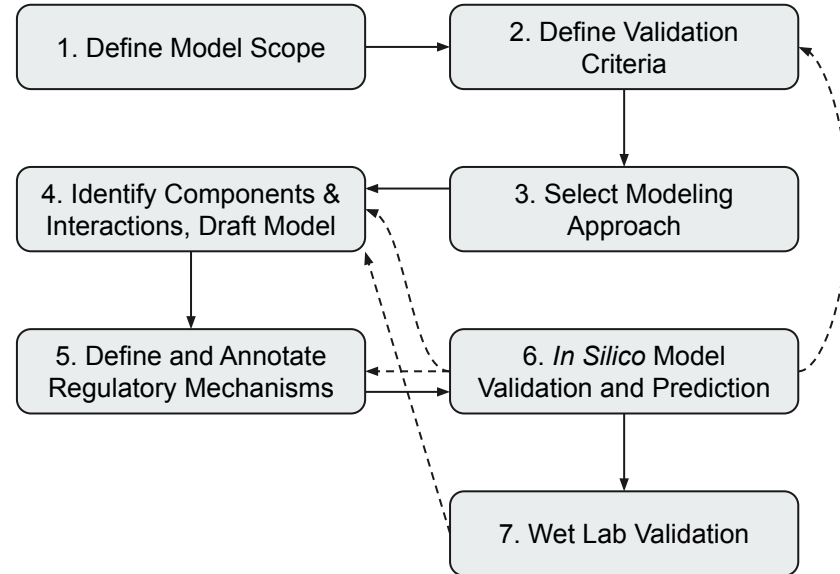 1. Define Model Scope
2. Define Validation
Criteria
3. Select Modeling
Approach
4. Identify Components &
Interactions, Draft Model
5. Define and Annotate
Regulatory Mechanisms
6. In Silico Model
Validation and Prediction
7. Wet Lab Validation